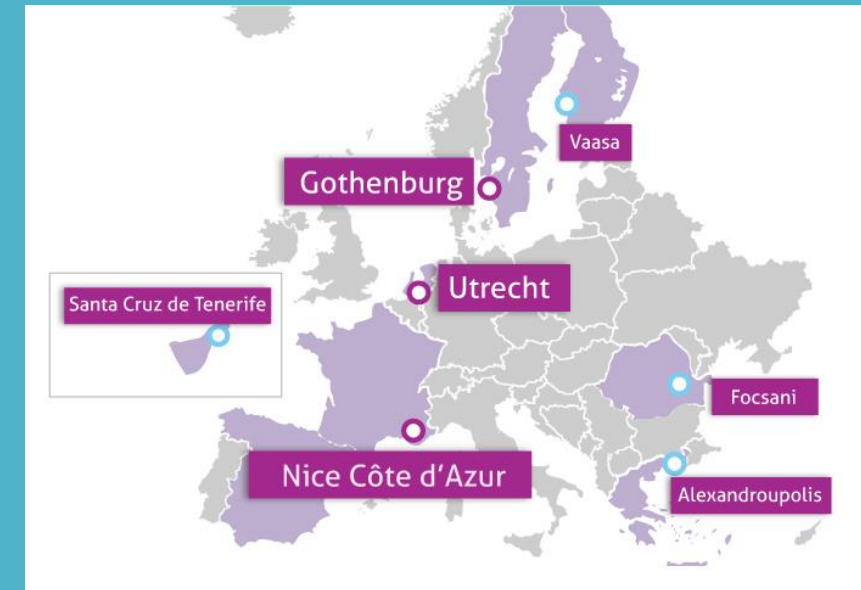 Vaasa
Gothenburg
Utrecht
Santa Cruz de Tenerife
Focsani
Nice Côte d'Azur
Alexandroupolis